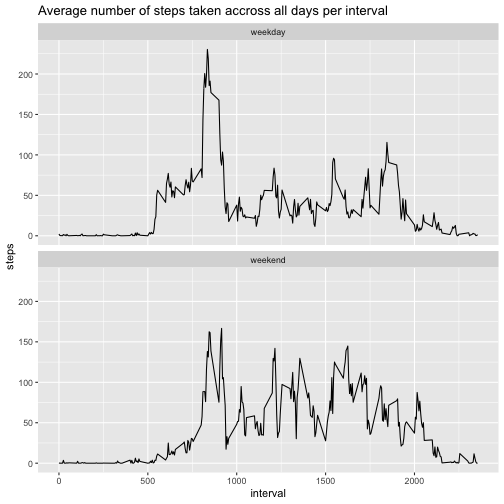 Average number of steps taken accross all days per interval
weekday
200
150
100
50
0
steps
weekend
200
150
100
50
0
0 500 1000 1500 2000
interval